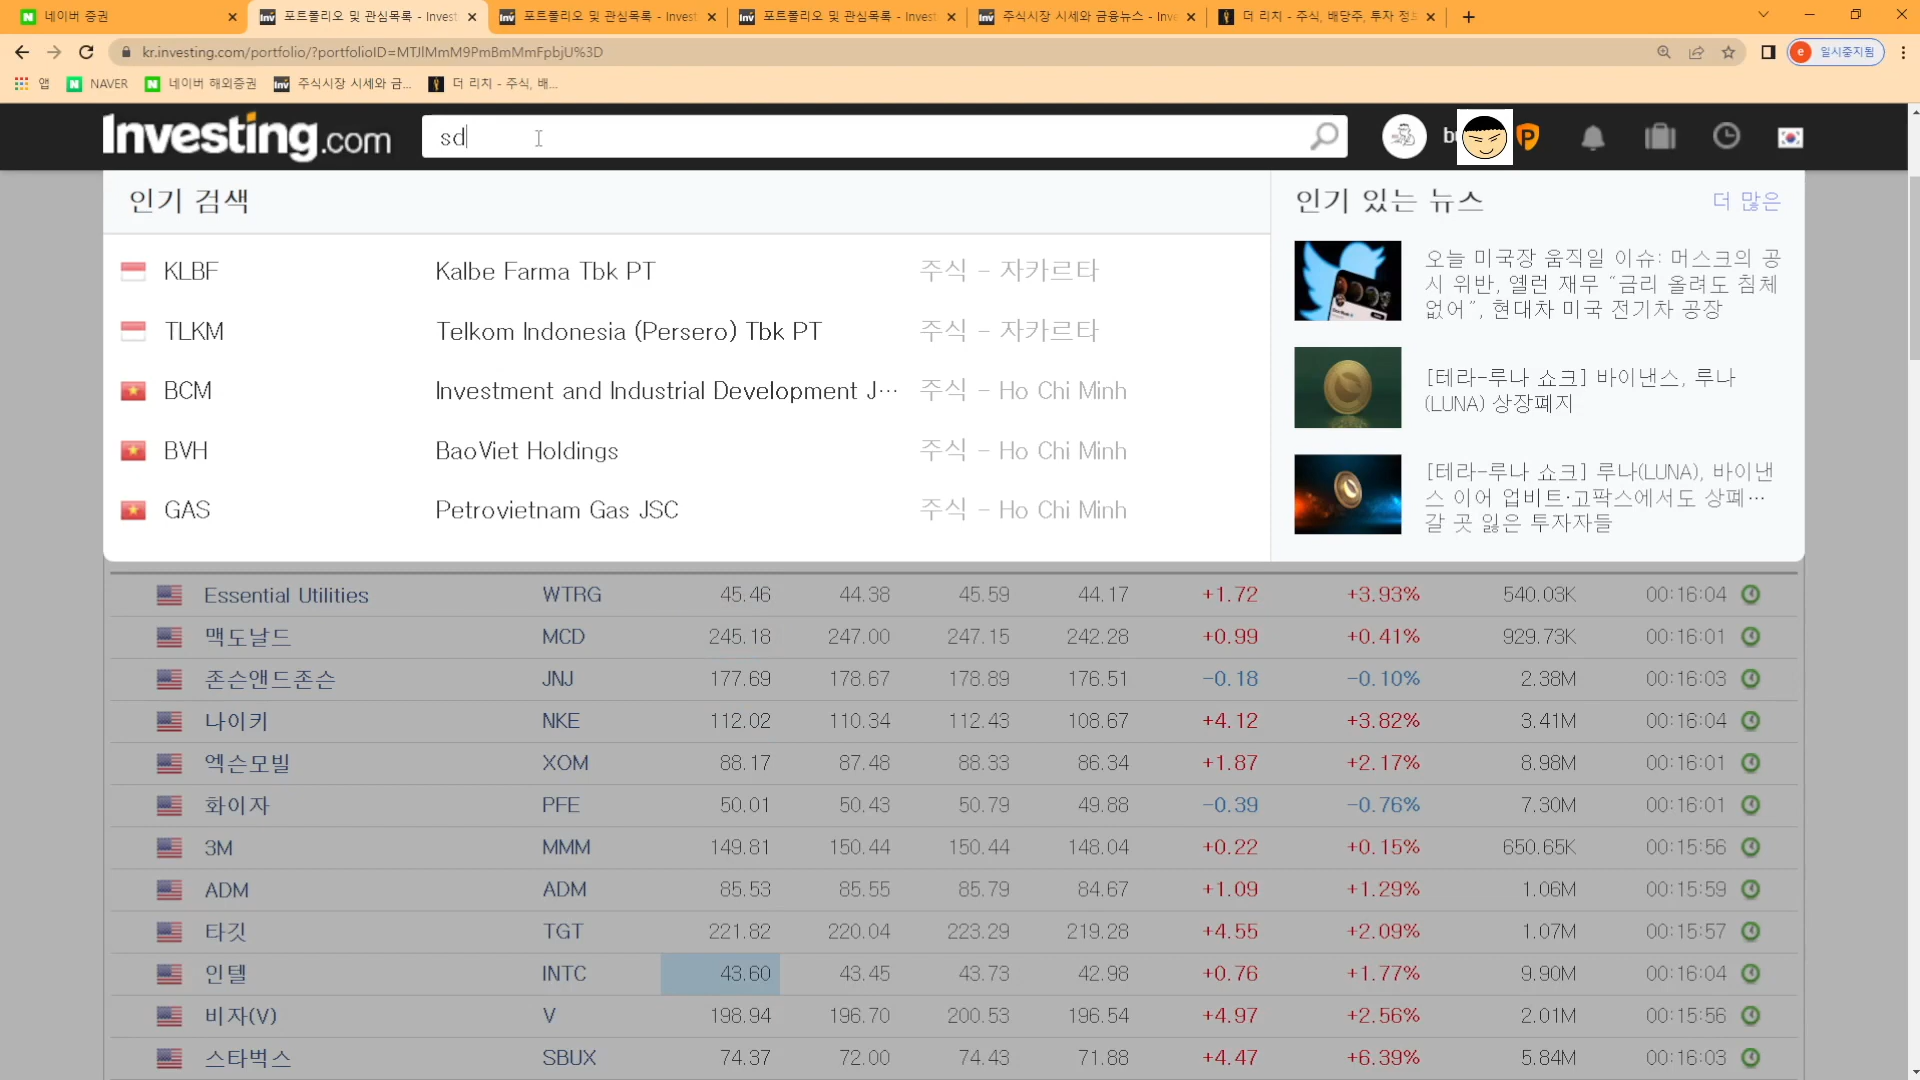 네이버 증권
포트폴리오 및 관심목록 - Invest
포트폴리오 및 관심목록 - Invest
포트폴리오 및 관심목록 - Invest
주식시장 시세와 금융뉴스 - Inv
더 리치 - 주식, 배당주, 투자 정보
kr.investing.com/portfolio/?portfolioID=MTJlMmM9PmBmMmFpbjU%3D
e 일시중지됨
앱
NAVER
네이버 해외증권
주식시장 시세와 금...
더 리치 - 주식, 배...
Investing.com
sd
인기 검색
KLBF Kalbe Farma Tbk PT 주식 - 자카르타
TLKM Telkom Indonesia (Persero) Tbk PT 주식 - 자카르타
BCM Investment and Industrial Development J… 주식 - Ho Chi Minh
BVH BaoViet Holdings 주식 - Ho Chi Minh
GAS Petrovietnam Gas JSC 주식 - Ho Chi Minh
인기 있는 뉴스 더 많은
오늘 미국장 움직일 이슈: 머스크의 공
시 위반, 옐런 재무 “금리 올려도 침체
없어”, 현대차 미국 전기차 공장
[테라-루나 쇼크] 바이낸스, 루나
(LUNA) 상장폐지
[테라-루나 쇼크] 루나(LUNA), 바이낸
스 이어 업비트·고팍스에서도 상폐…
갈 곳 잃은 투자자들
Essential Utilities WTRG 45.46 44.38 45.59 44.17 +1.72 +3.93% 540.03K 00:16:04
맥도날드 MCD 245.18 247.00 247.15 242.28 +0.99 +0.41% 929.73K 00:16:01
존슨앤드존슨 JNJ 177.69 178.67 178.89 176.51 -0.18 -0.10% 2.38M 00:16:03
나이키 NKE 112.02 110.34 112.43 108.67 +4.12 +3.82% 3.41M 00:16:04
엑슨모빌 XOM 88.17 87.48 88.33 86.34 +1.87 +2.17% 8.98M 00:16:01
화이자 PFE 50.01 50.43 50.79 49.88 -0.39 -0.76% 7.30M 00:16:01
3M MMM 149.81 150.44 150.44 148.04 +0.22 +0.15% 650.65K 00:15:56
ADM ADM 85.53 85.55 85.79 84.67 +1.09 +1.29% 1.06M 00:15:59
타깃 TGT 221.82 220.04 223.29 219.28 +4.55 +2.09% 1.07M 00:15:57
인텔 INTC 43.60 43.45 43.73 42.98 +0.76 +1.77% 9.90M 00:16:04
비자(V) V 198.94 196.70 200.53 196.54 +4.97 +2.56% 2.01M 00:15:56
스타벅스 SBUX 74.37 72.00 74.43 71.88 +4.47 +6.39% 5.84M 00:16:03